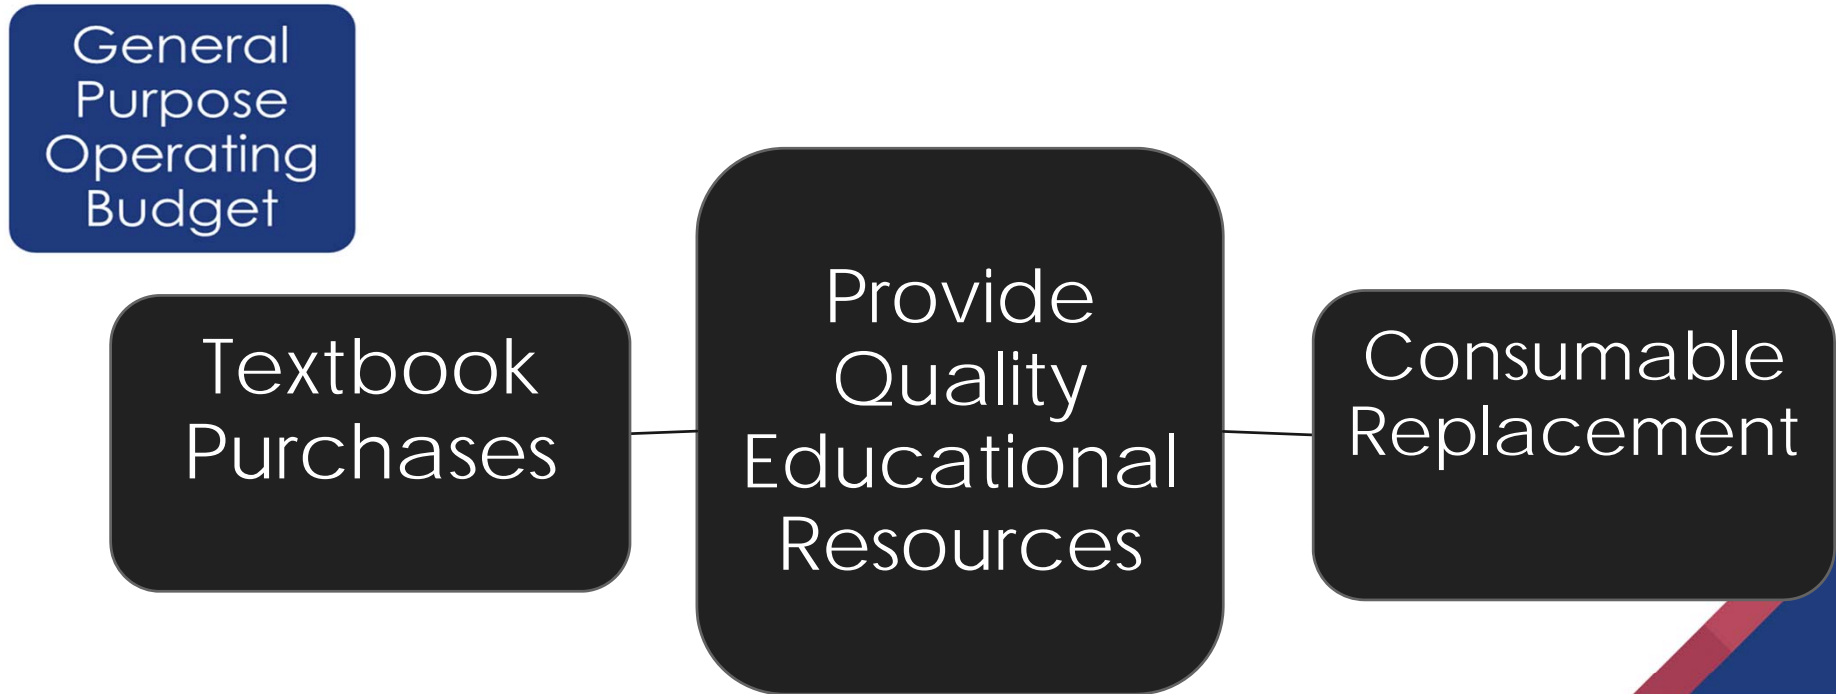 General
Purpose
Operating
Budget
Textbook
Purchases
Provide
Quality
Educational
Resources
Consumable
Replacement